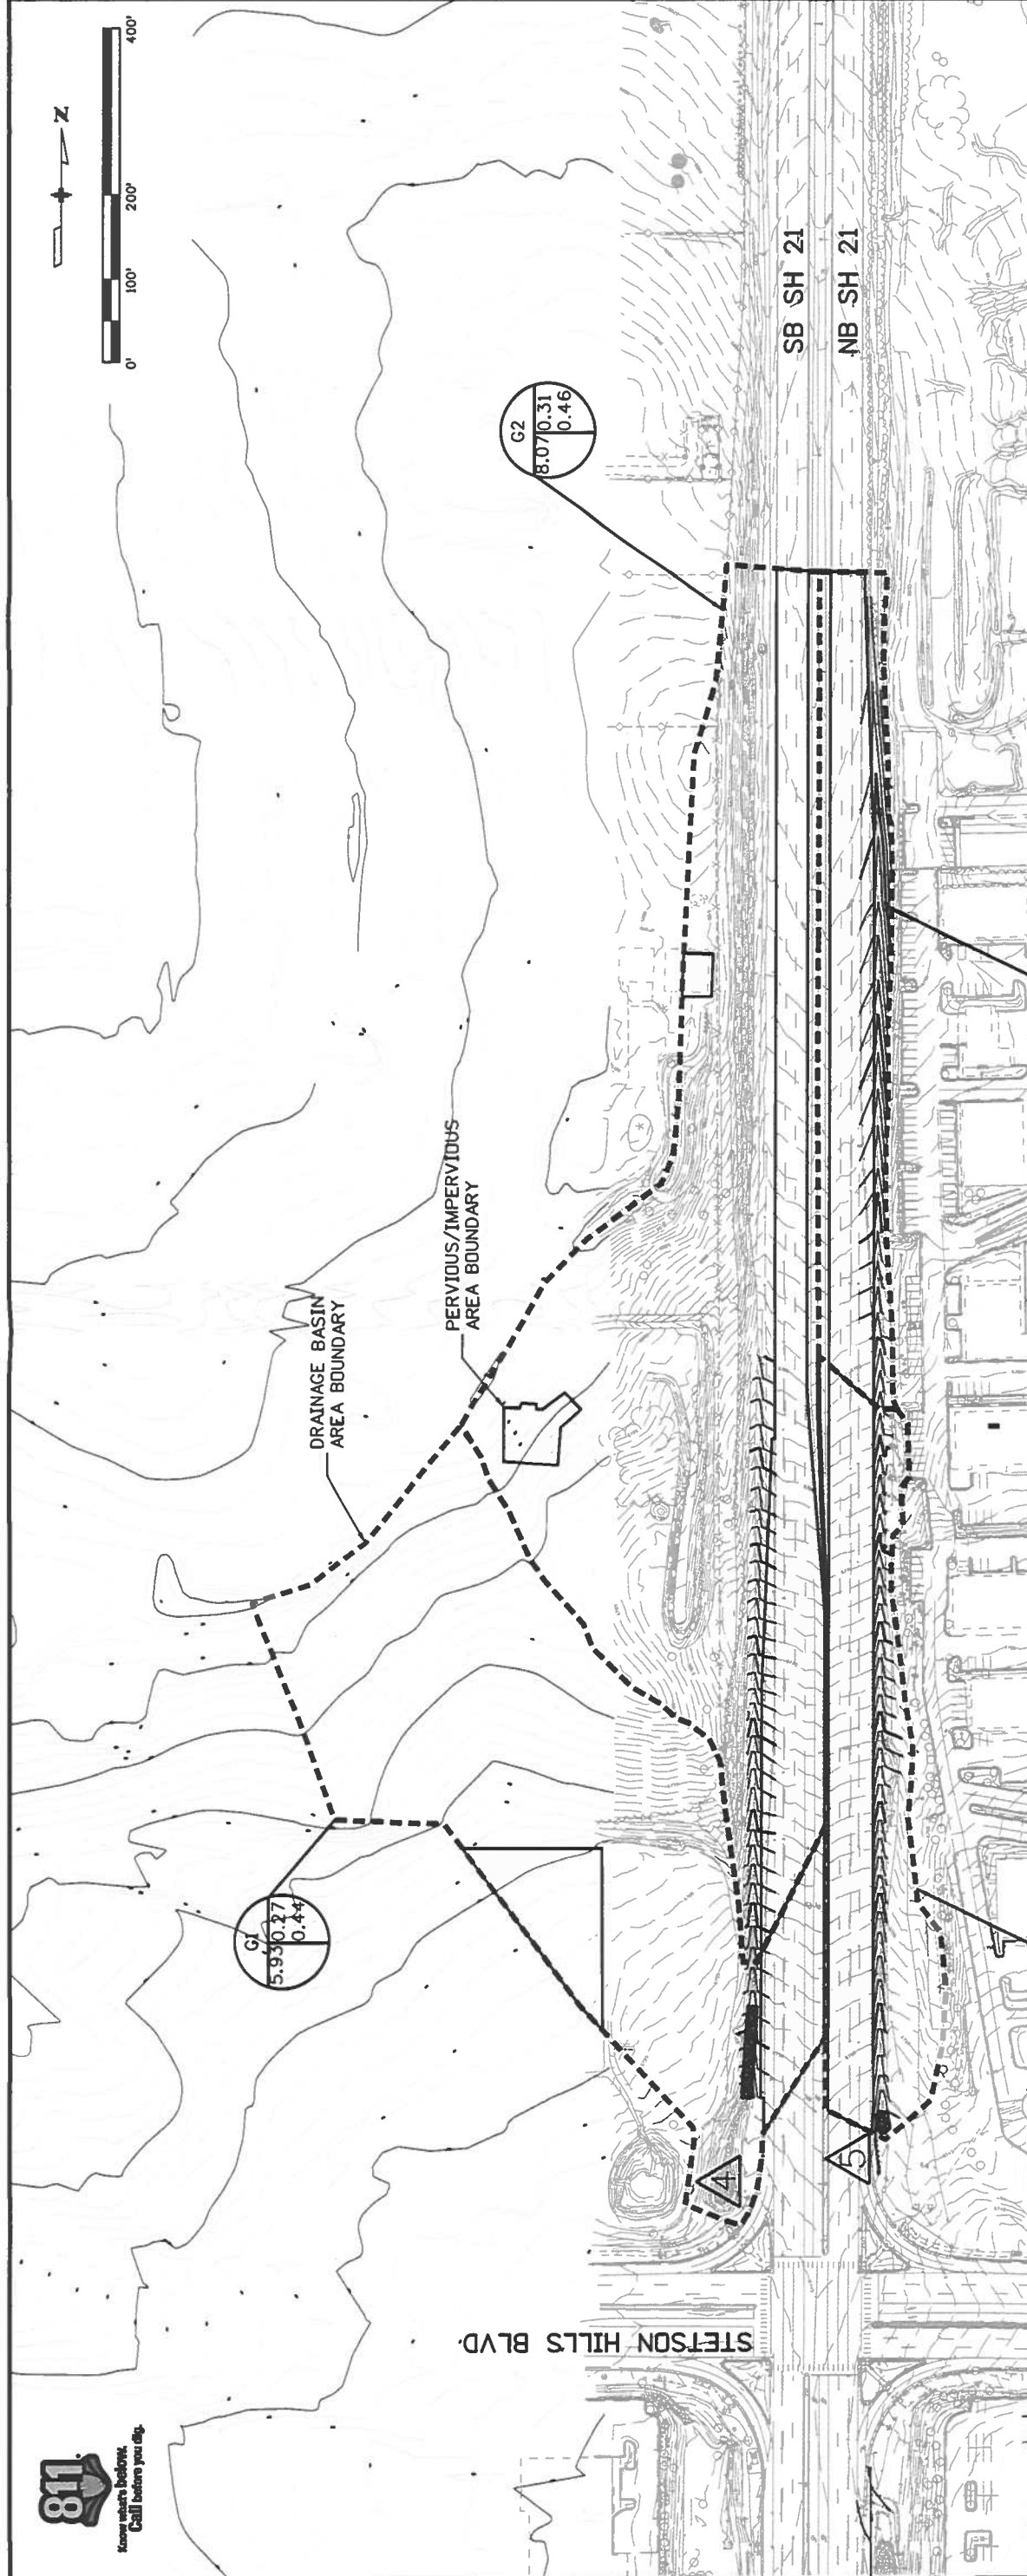 811
Know what's below.
Call before you dig.
N
0'
100'
200'
400'
SB SH 21
NB SH 21
G2
8.07
0.31
0.46
PERVIOUS/IMPERVIOUS
AREA BOUNDARY
DRAINAGE BASIN
AREA BOUNDARY
G1
5.93
0.27
0.44
4
5
STETSON HILLS BLVD.